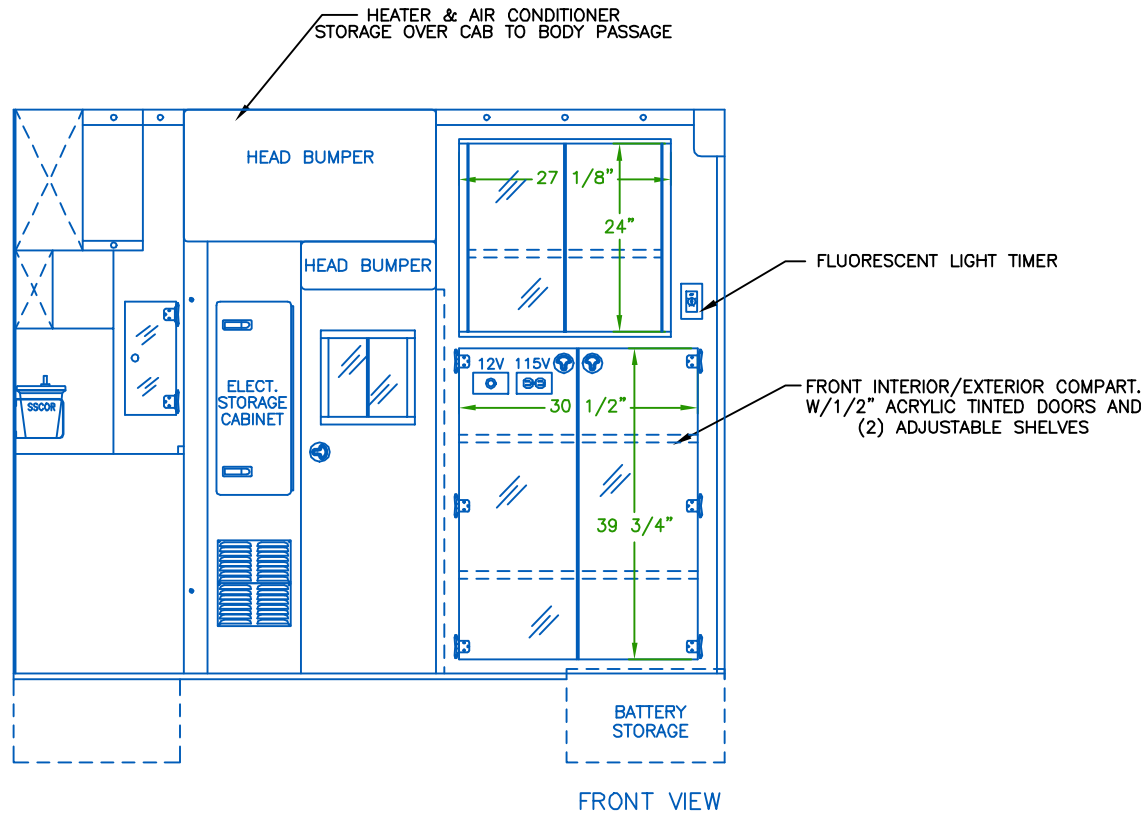 HEATER & AIR CONDITIONER
STORAGE OVER CAB TO BODY PASSAGE
HEAD BUMPER
27 1/8"
24"
HEAD BUMPER
FLUORESCENT LIGHT TIMER
12V 115V
ELECT.
STORAGE
CABINET
SSCOR
30 1/2"
FRONT INTERIOR/EXTERIOR COMPART.
W/1/2" ACRYLIC TINTED DOORS AND
(2) ADJUSTABLE SHELVES
X
39 3/4"
BATTERY
STORAGE
FRONT VIEW